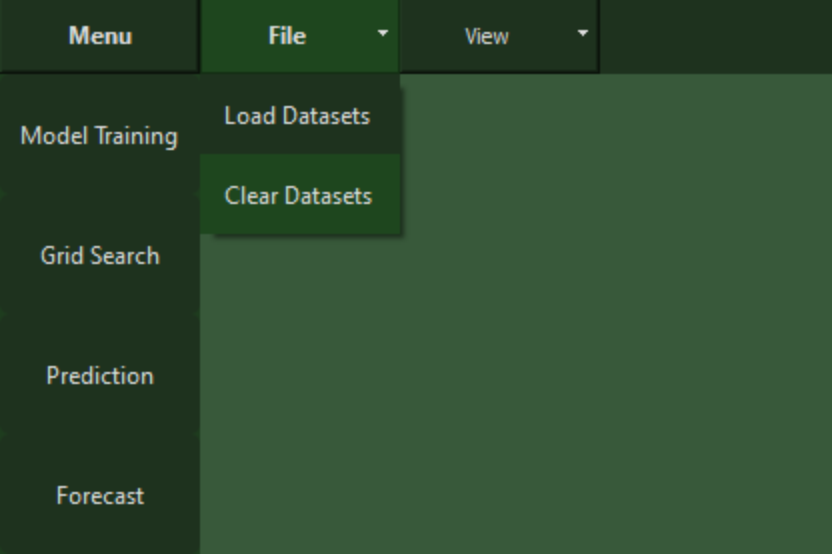 Menu
File
View
Load Datasets
Clear Datasets
Model Training
Grid Search
Prediction
Forecast